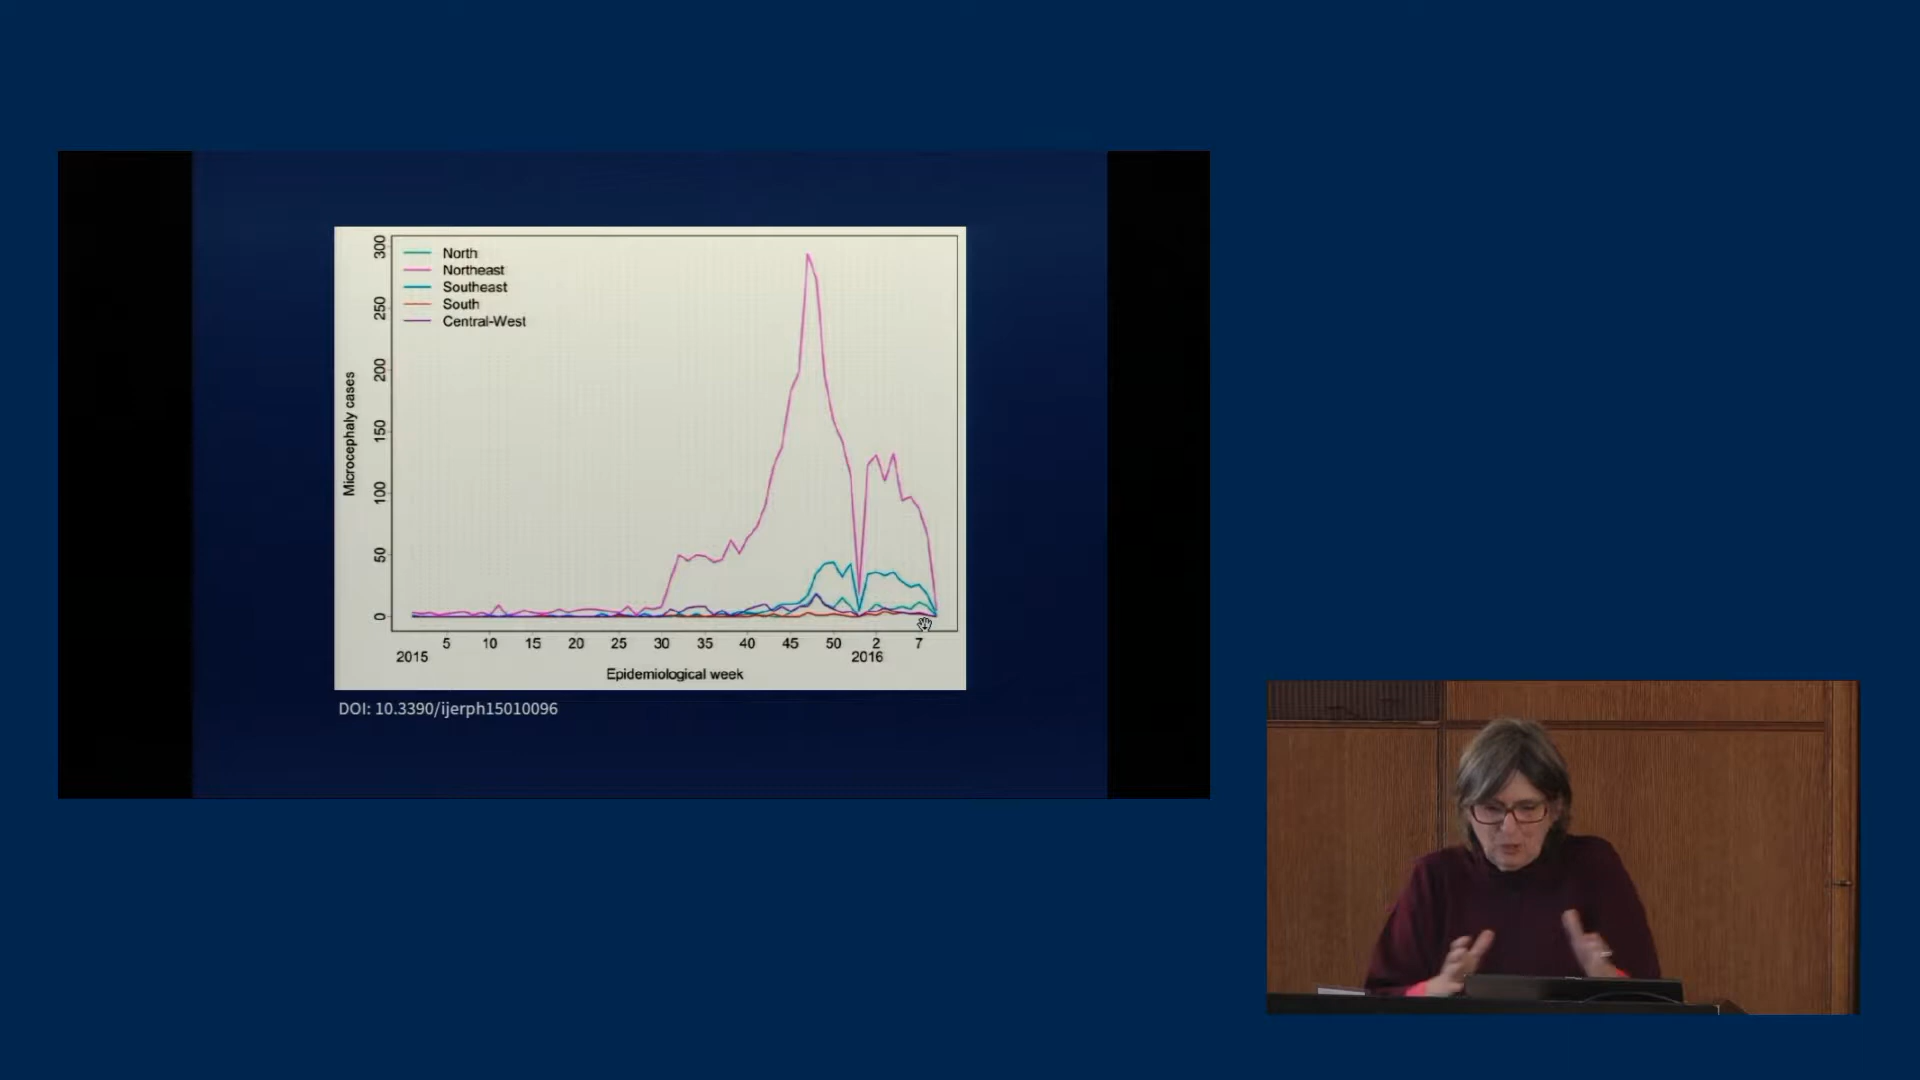 North
Northeast
Southeast
South
Central-West
Microcephaly cases
300
250
200
150
100
50
0
5 10 15 20 25 30 35 40 45 50 2 7
2015 2016
Epidemiological week
DOI: 10.3390/ijerph15010096